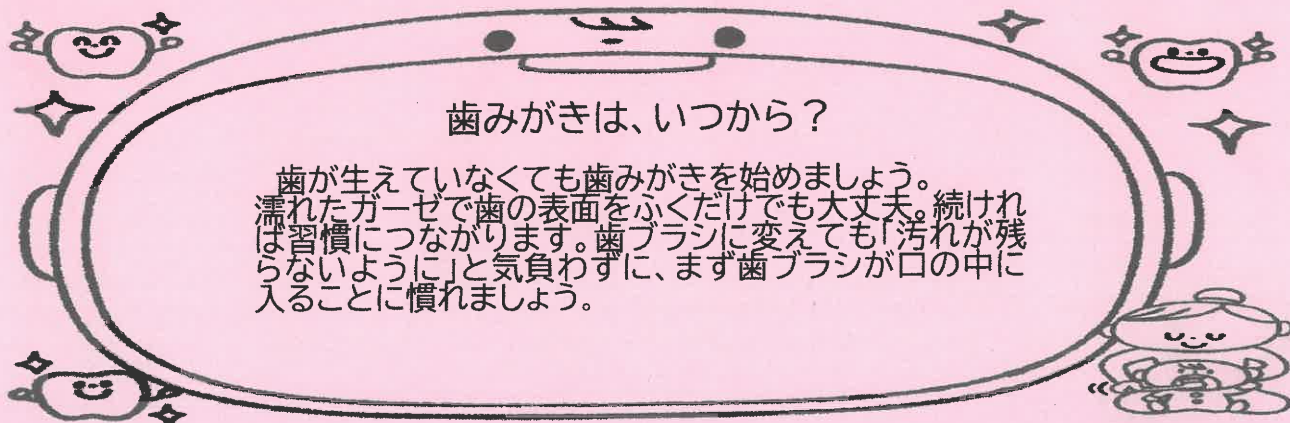 歯みがきは、いつから？
歯が生えていなくても歯みがきを始めましょう。
濡れたガーゼで歯の表面をふくだけでも大丈夫。続けれ
ば習慣につながります。歯ブラシに変えても「汚れが残
らないように」と気負わずに、まず歯ブラシが口の中に
入ることに慣れましょう。